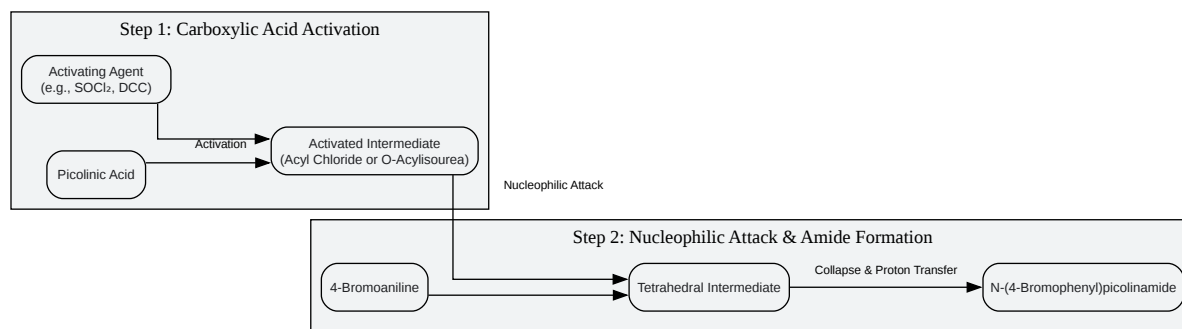 Step 1: Carboxylic Acid Activation
Activating Agent
(e.g., SOCl₂, DCC)
Activation
Activated Intermediate
(Acyl Chloride or O-Acylisourea)
Picolinic Acid
Nucleophilic Attack
Step 2: Nucleophilic Attack & Amide Formation
4-Bromoaniline
Tetrahedral Intermediate
Collapse & Proton Transfer
N-(4-Bromophenyl)picolinamide